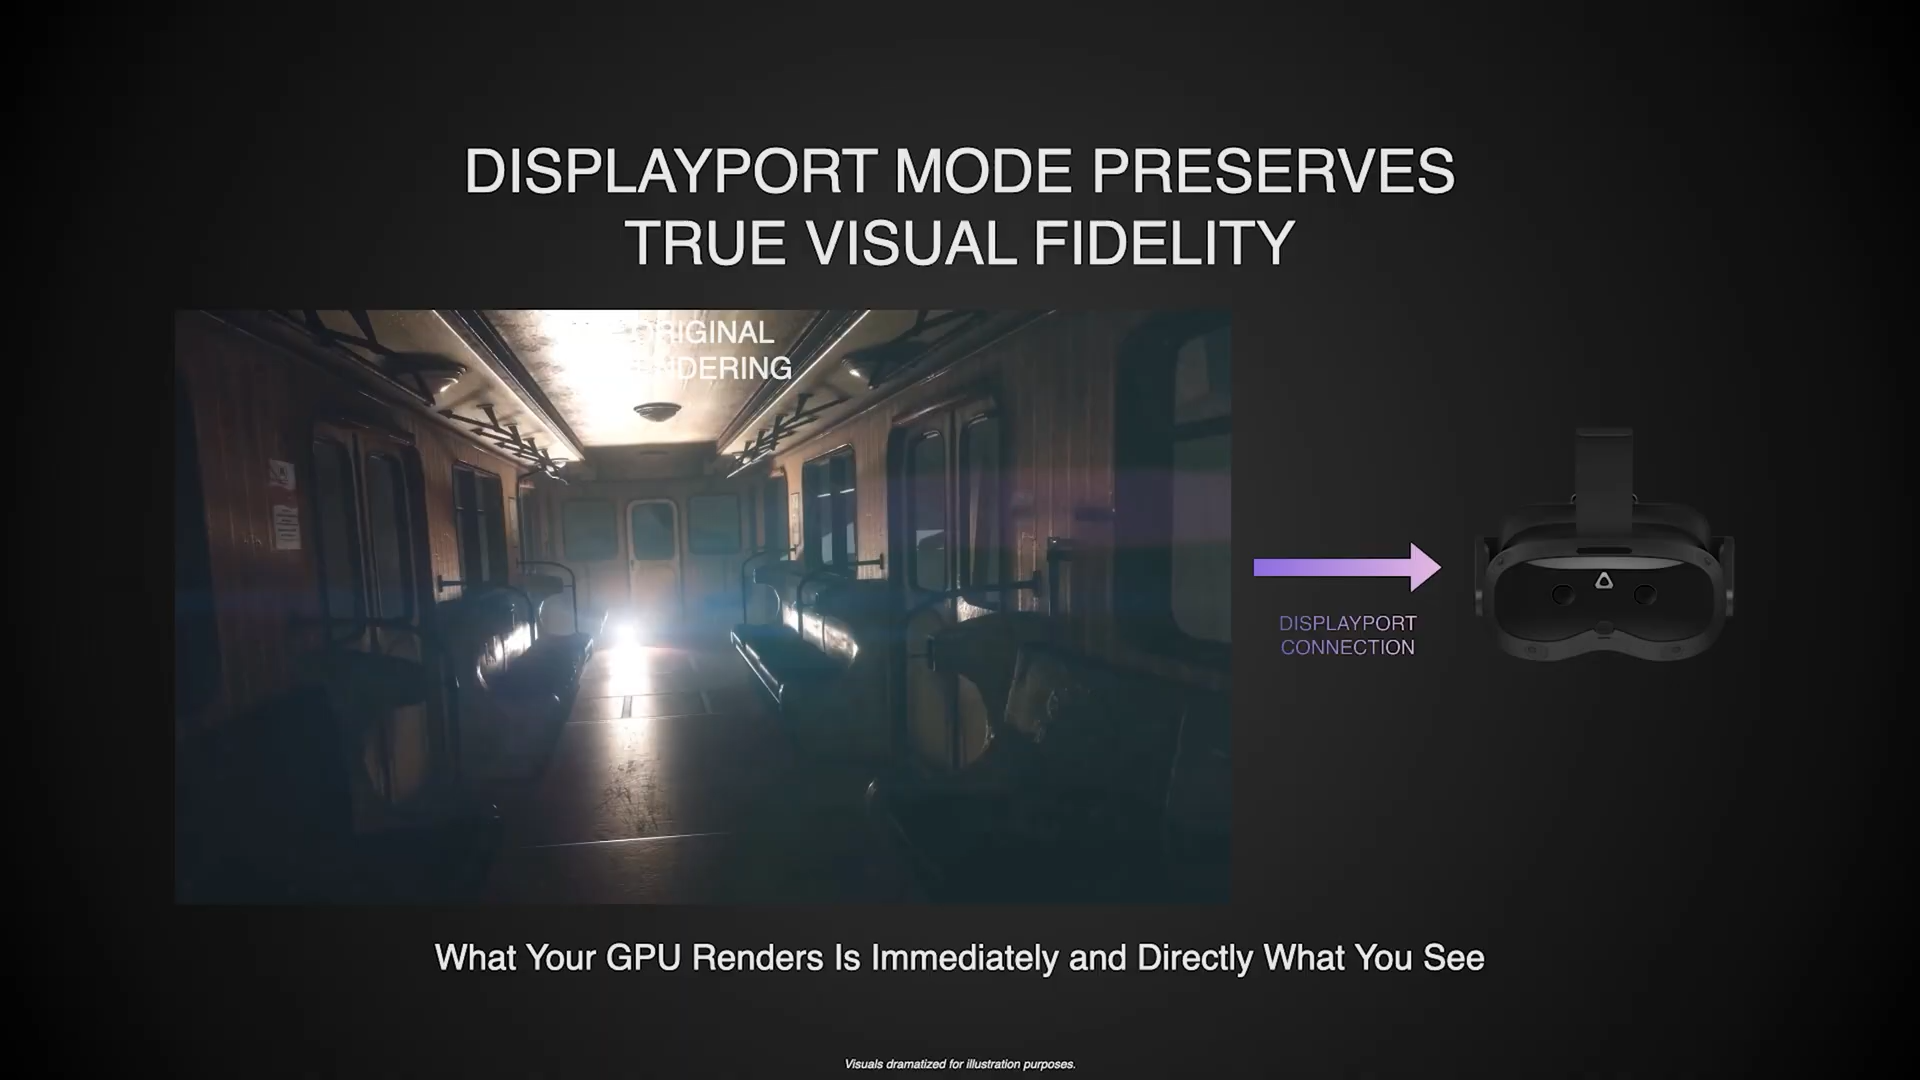 DISPLAYPORT MODE PRESERVES
TRUE VISUAL FIDELITY
ORIGINAL
RENDERING
DISPLAYPORT
CONNECTION
What Your GPU Renders Is Immediately and Directly What You See
Visuals dramatized for illustration purposes.